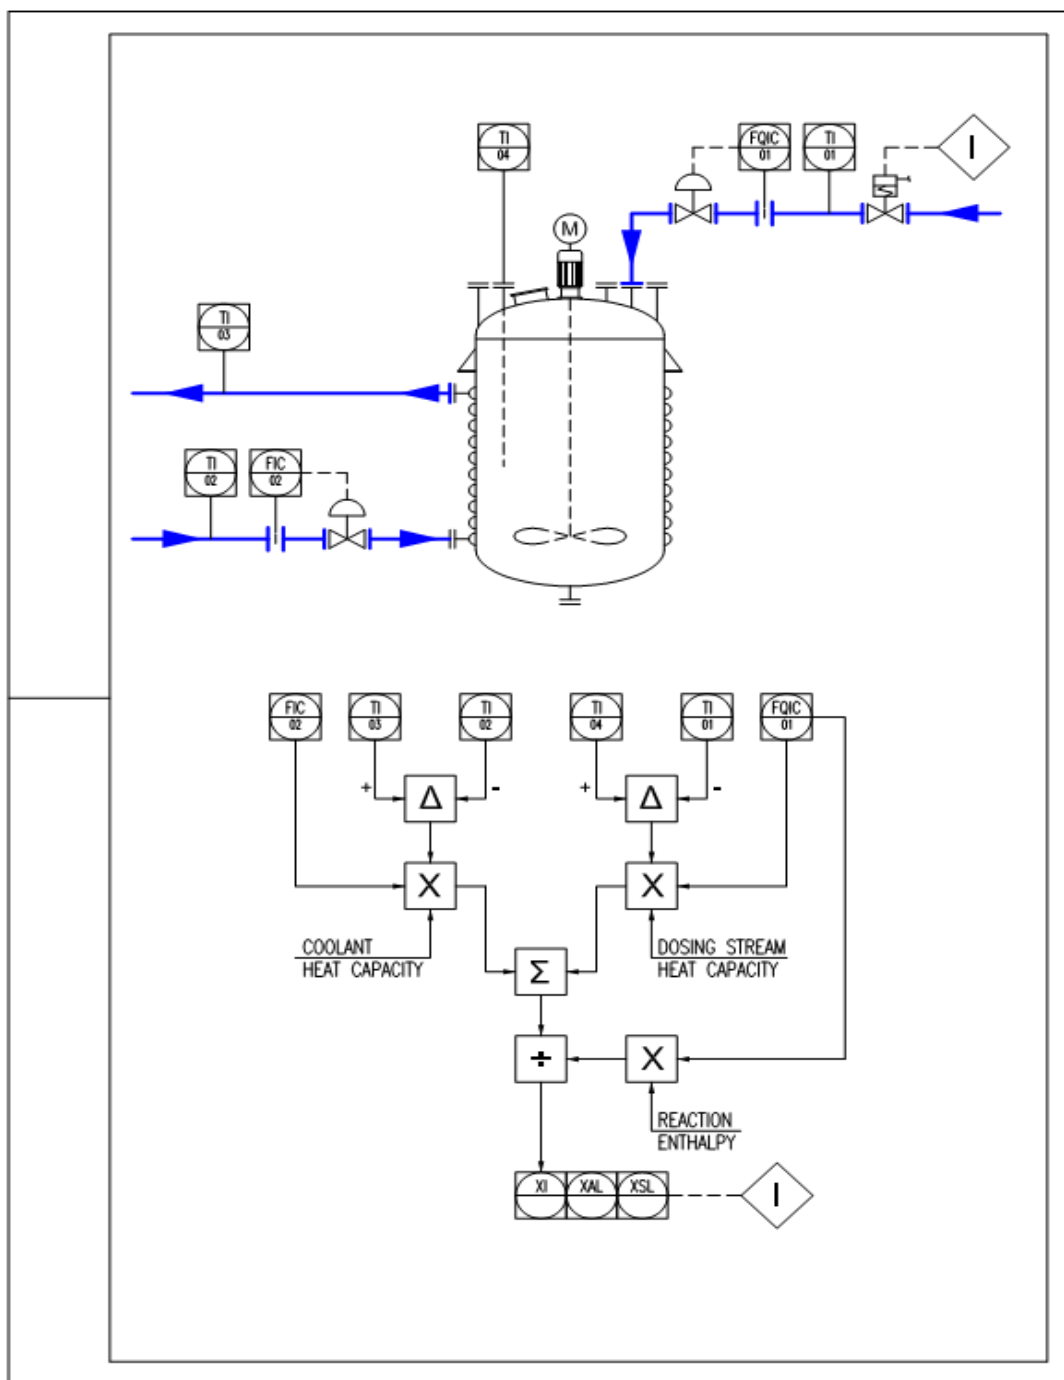 TI
04
FQIC
01
TI
01
I
M
TI
03
TI
02
FIC
02
FIC
02
TI
03
TI
02
TI
04
TI
01
FQIC
01
+
-
+
-
Δ
Δ
X
X
COOLANT
HEAT CAPACITY
DOSING STREAM
HEAT CAPACITY
Σ
÷
X
REACTION
ENTHALPY
XI
XAL
XSL
I